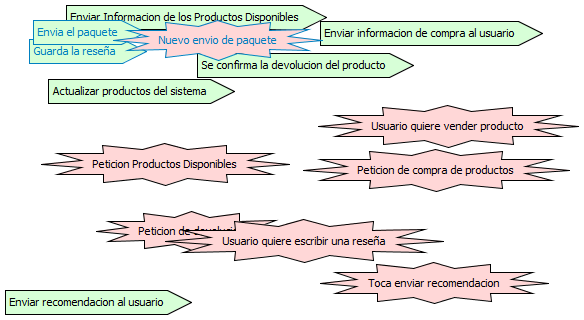 Enviar Informacion de los Productos Disponibles
Envia el paquete
Enviar informacion de compra al usuario
Nuevo envio de paquete
Guarda la reseña
Se confirma la devolucion del producto
Actualizar productos del sistema
Usuario quiere vender producto
Peticion Productos Disponibles
Peticion de compra de productos
Peticion de
Usuario quiere escribir una reseña
Toca enviar recomendacion
Enviar recomendacion al usuario